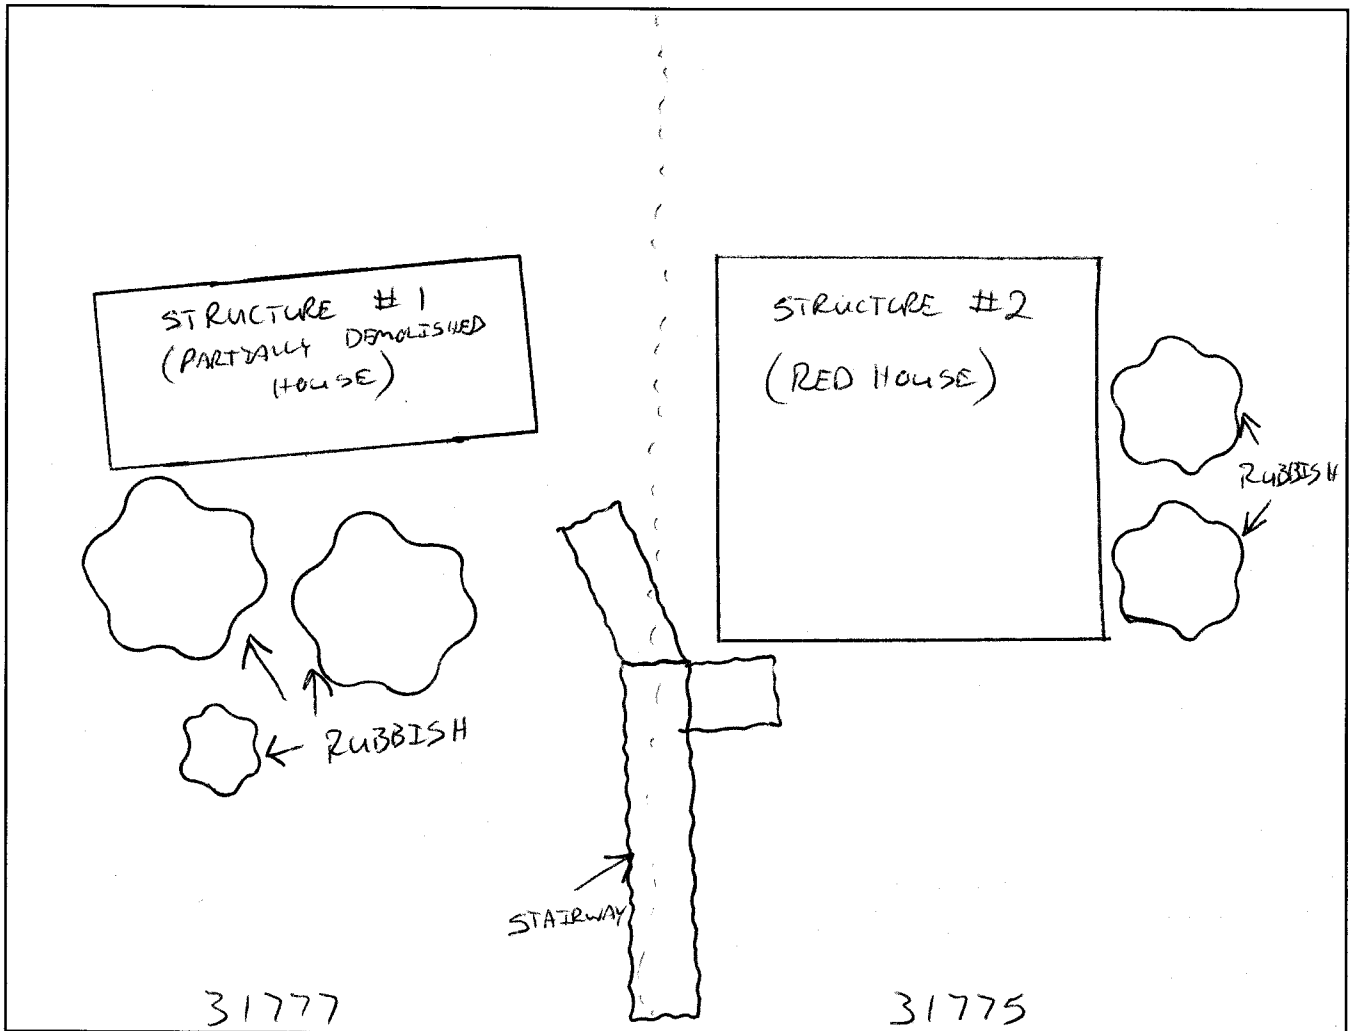 STRUCTURE #1
(PARTIALLY DEMOLISHED
HOUSE)
STRUCTURE #2
(RED HOUSE)
RUBBISH
RUBBISH
STAIRWAY
31777
31775